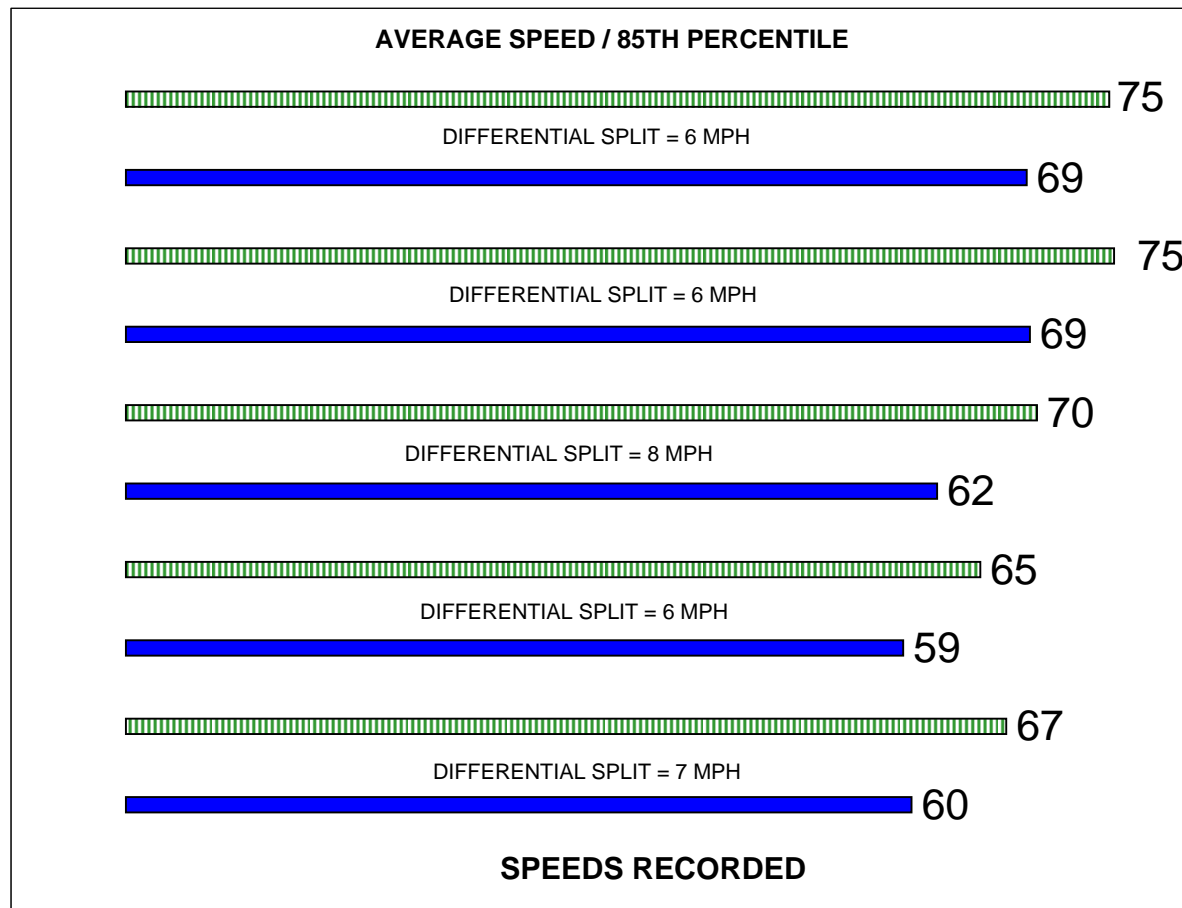 AVERAGE SPEED / 85TH PERCENTILE
75
DIFFERENTIAL SPLIT = 6 MPH
69
75
DIFFERENTIAL SPLIT = 6 MPH
69
70
DIFFERENTIAL SPLIT = 8 MPH
62
65
DIFFERENTIAL SPLIT = 6 MPH
59
67
DIFFERENTIAL SPLIT = 7 MPH
60
SPEEDS RECORDED